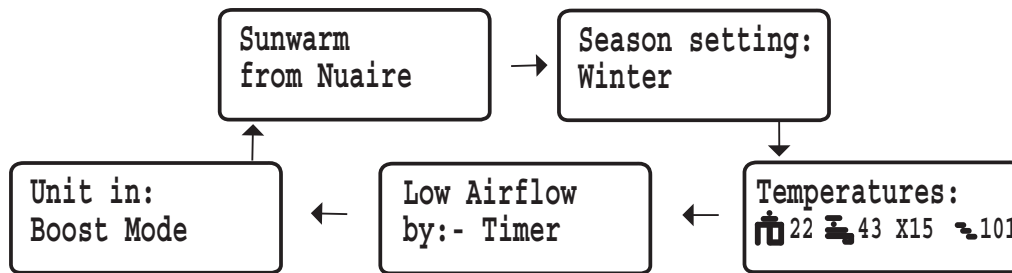 Sunwarm
from Nuaire
Season setting:
Winter
Temperatures:
22 43 X15 101
Low Airflow
by:- Timer
Unit in:
Boost Mode